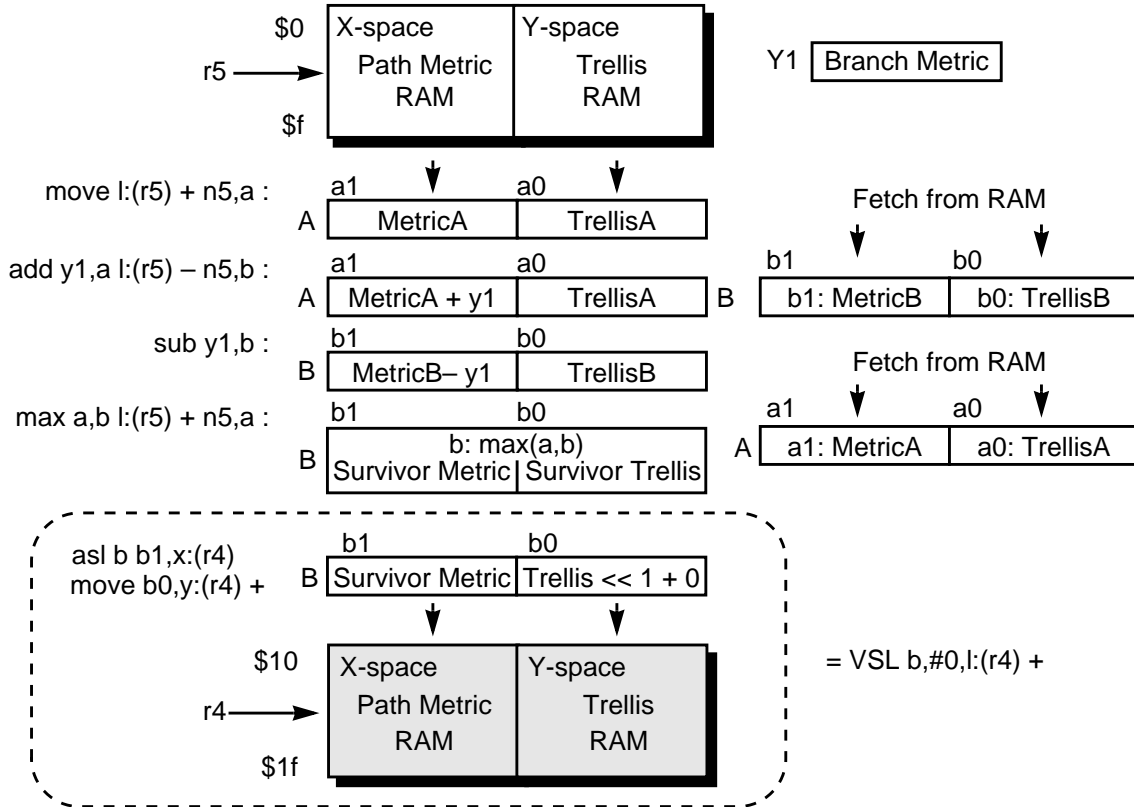 $0
X-space
Y-space
r5
Path Metric
RAM
Trellis
RAM
$f
Y1
Branch Metric
move l:(r5) + n5,a :
a1
a0
A
MetricA
TrellisA
Fetch from RAM
add y1,a l:(r5) – n5,b :
a1
a0
A
MetricA + y1
TrellisA
b1
b0
B
b1: MetricB
b0: TrellisB
sub y1,b :
b1
b0
B
MetricB– y1
TrellisB
Fetch from RAM
max a,b l:(r5) + n5,a :
b1
b0
B
b: max(a,b)
Survivor Metric
Survivor Trellis
a1
a0
A
a1: MetricA
a0: TrellisA
asl b b1,x:(r4)
move b0,y:(r4) +
b1
b0
B
Survivor Metric
Trellis << 1 + 0
$10
X-space
Y-space
r4
Path Metric
RAM
Trellis
RAM
$1f
= VSL b,#0,l:(r4) +